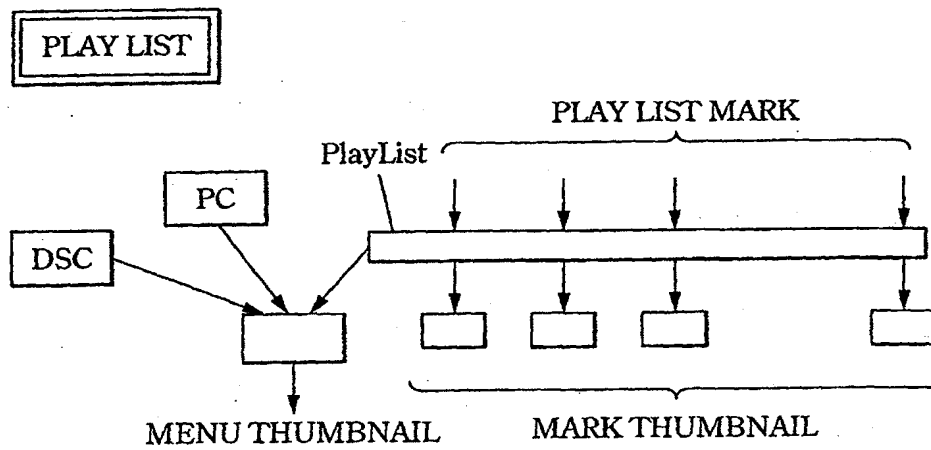 PLAY LIST
PLAY LIST MARK
PlayList
PC
DSC
MENU THUMBNAIL
MARK THUMBNAIL